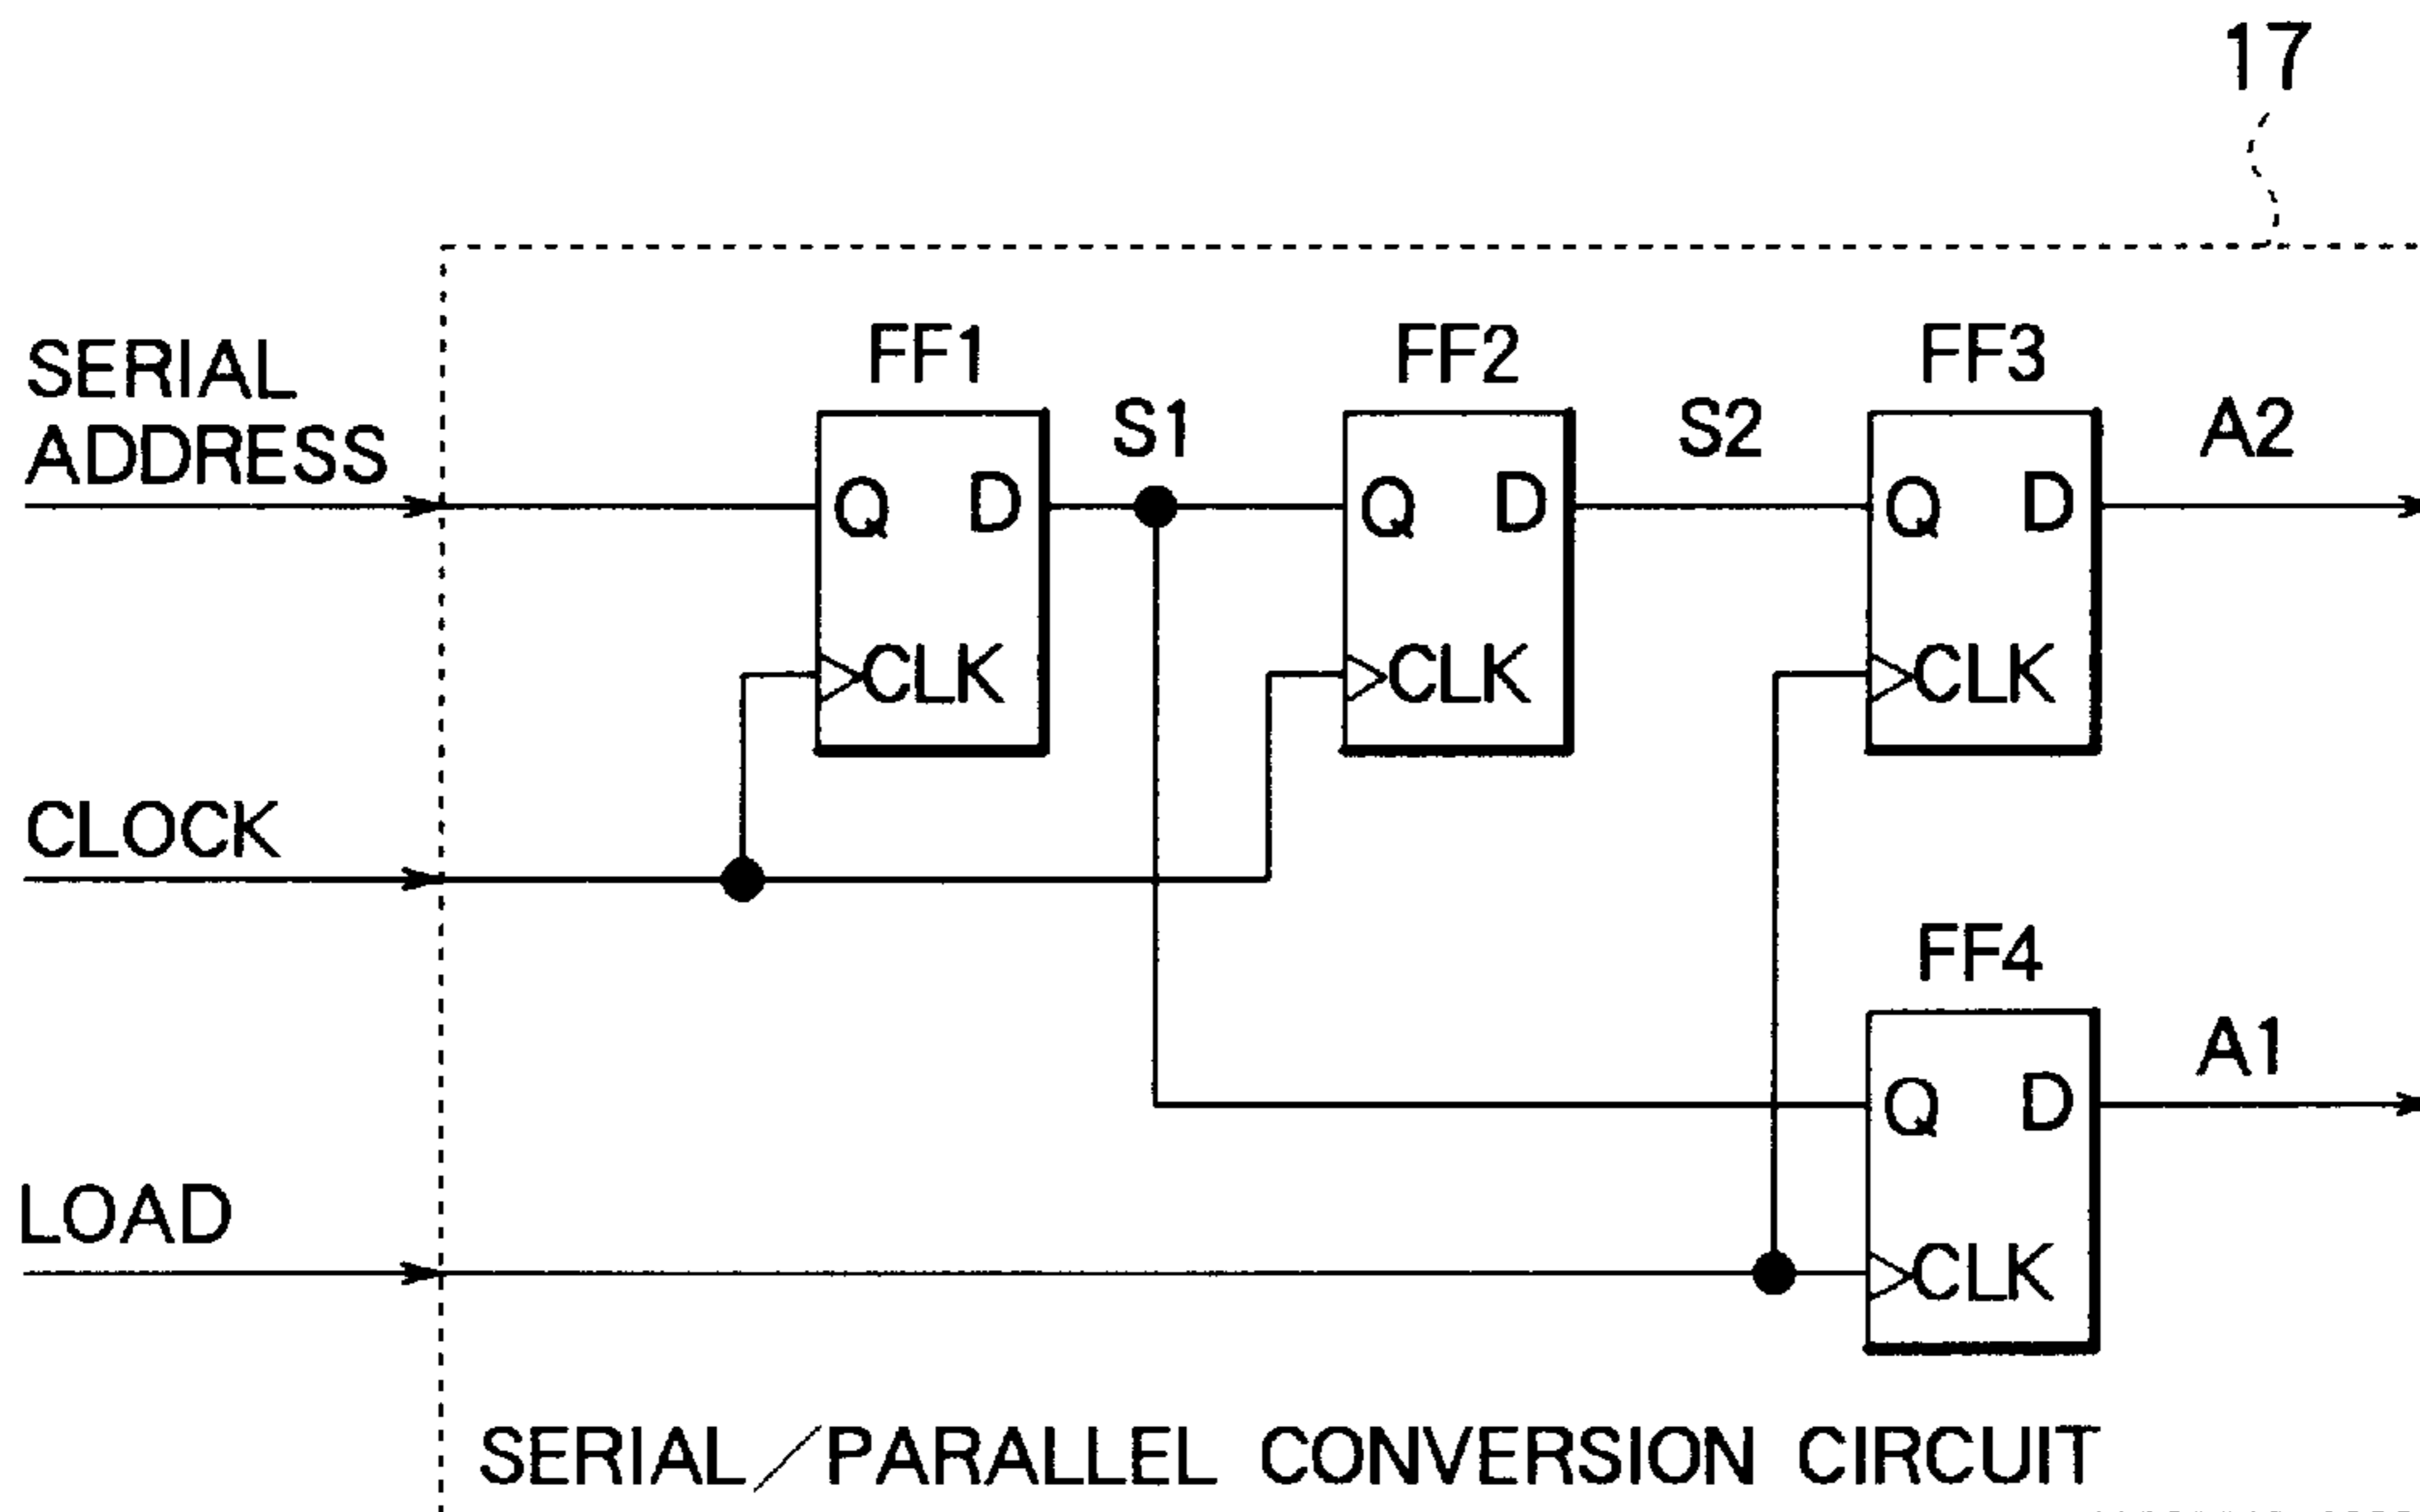 17
SERIAL
ADDRESS
FF1
S1
FF2
S2
FF3
A2
Q D
Q D
Q D
CLK
CLK
CLK
CLOCK
FF4
A1
Q D
LOAD
CLK
SERIAL/PARALLEL CONVERSION CIRCUIT